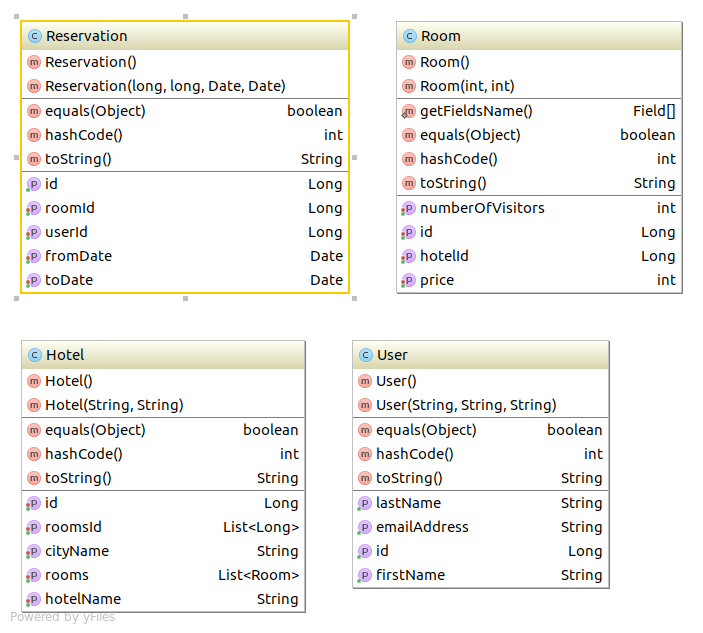 Reservation
Reservation()
Reservation(long, long, Date, Date)
equals(Object) boolean
hashCode() int
toString() String
id Long
roomId Long
userId Long
fromDate Date
toDate Date
Room
Room()
Room(int, int)
getFieldsName() Field[]
equals(Object) boolean
hashCode() int
toString() String
numberOfVisitors int
id Long
hotelId Long
price int
Hotel
Hotel()
Hotel(String, String)
equals(Object) boolean
hashCode() int
toString() String
id Long
roomsId List<Long>
cityName String
rooms List<Room>
hotelName String
User
User()
User(String, String, String)
equals(Object) boolean
hashCode() int
toString() String
lastName String
emailAddress String
id Long
firstName String
Powered by yFiles